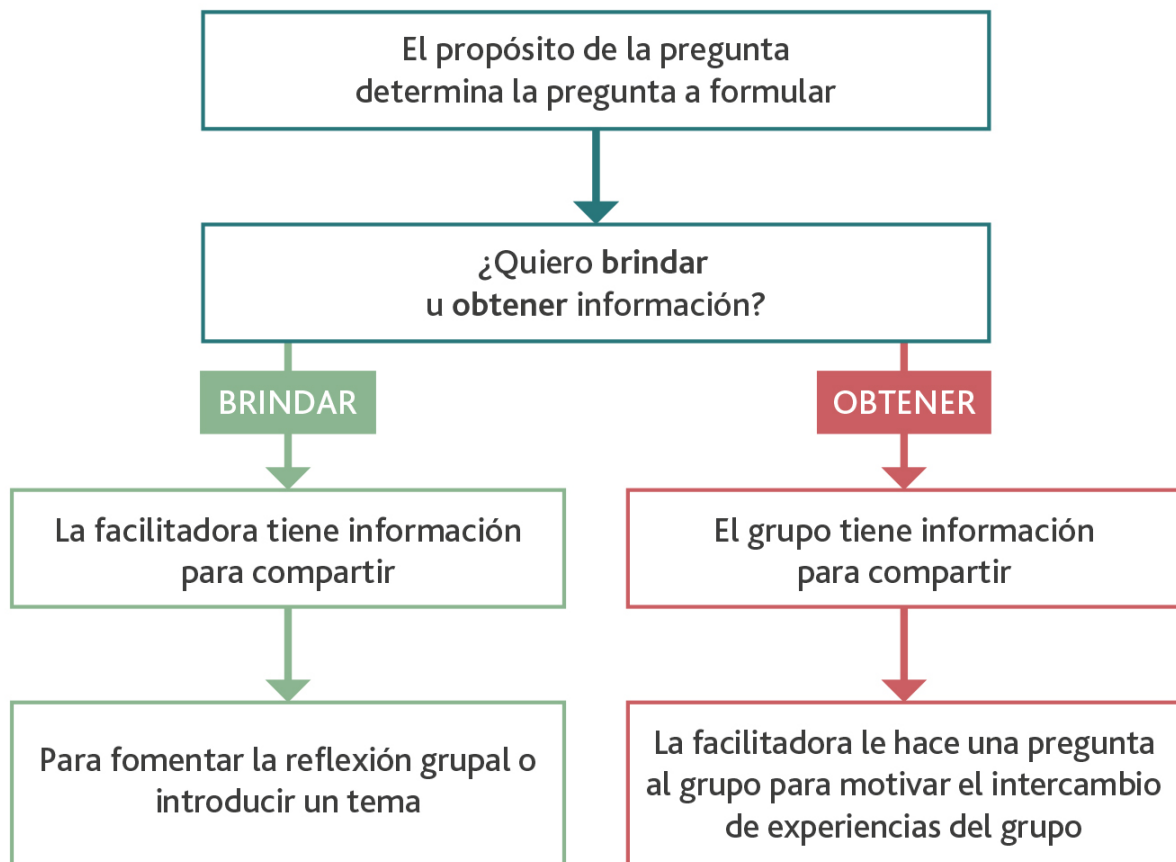 El propósito de la pregunta
determina la pregunta a formular
¿Quiero brindar
u obtener información?
BRINDAR
OBTENER
La facilitadora tiene información
para compartir
El grupo tiene información
para compartir
Para fomentar la reflexión grupal o
introducir un tema
La facilitadora le hace una pregunta
al grupo para motivar el intercambio
de experiencias del grupo